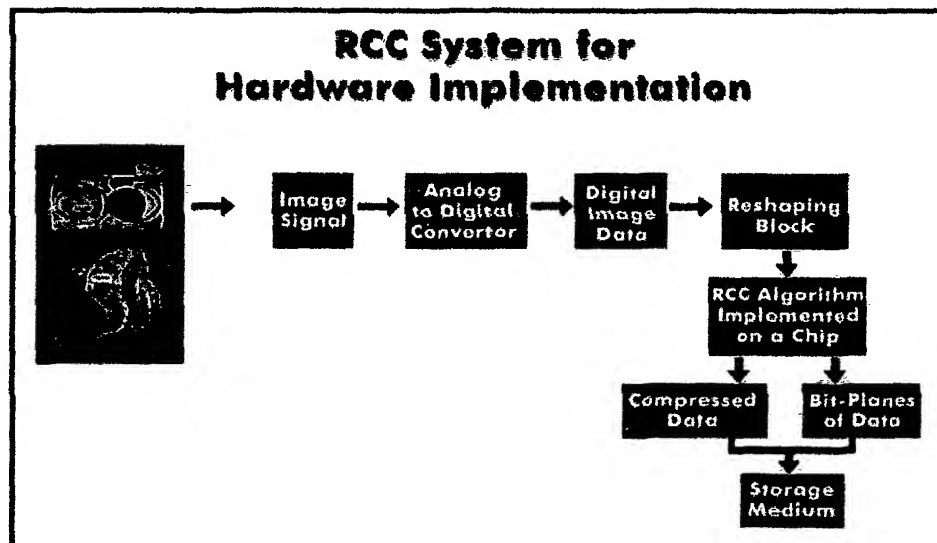 RCC System for
Hardware Implementation
Image
Signal
Analog
to Digital
Convertor
Digital
Image
Data
Reshaping
Block
RCC Algorithm
Implomented
on a Chip
Compressed
Data
Bit-Planes
of Data
Storage
Medium